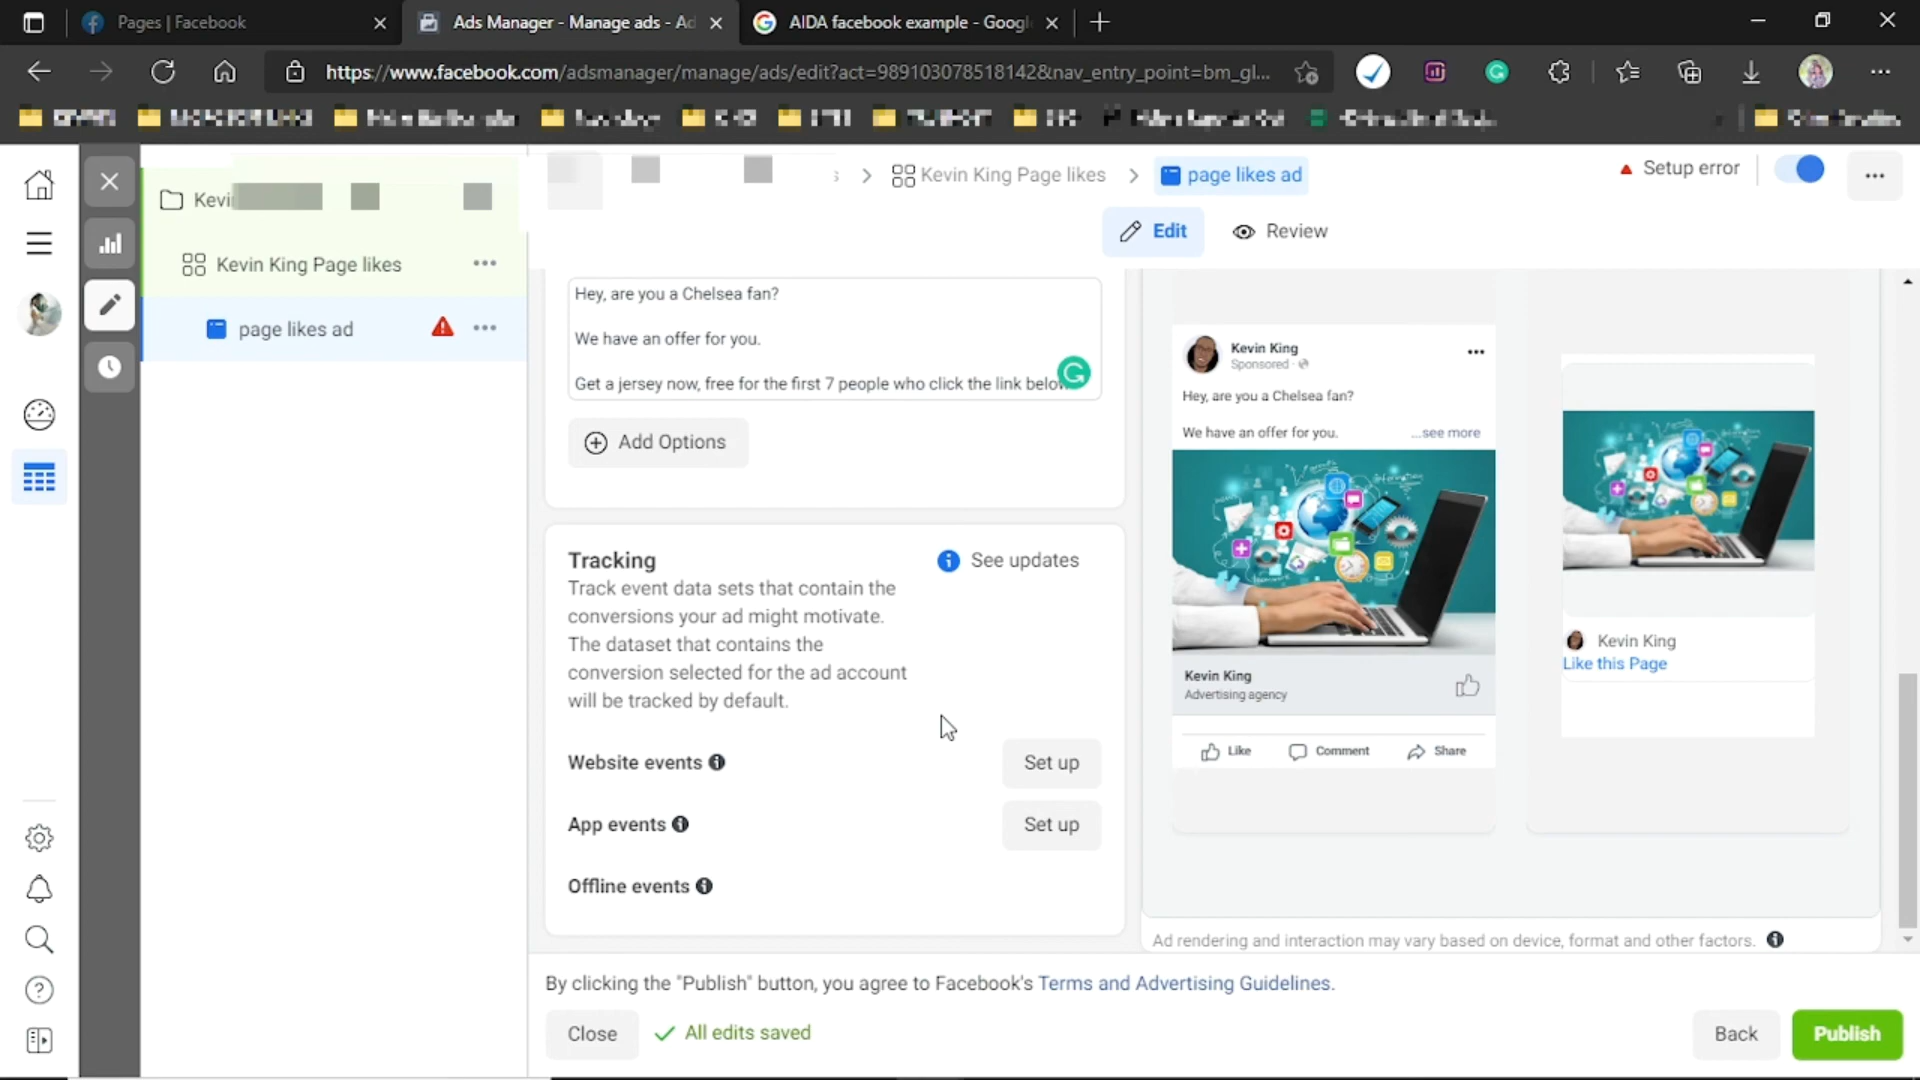 Pages | Facebook
Ads Manager - Manage ads - Ad
AIDA facebook example - Googl
https://www.facebook.com/adsmanager/manage/ads/edit?act=989103078518142&nav_entry_point=bm_gl...
Kevi
Kevin King Page likes
page likes ad
Kevin King Page likes
page likes ad
Setup error
Edit
Review
Hey, are you a Chelsea fan?
We have an offer for you.
Get a jersey now, free for the first 7 people who click the link below
Add Options
Tracking
See updates
Track event data sets that contain the
conversions your ad might motivate.
The dataset that contains the
conversion selected for the ad account
will be tracked by default.
Website events
Set up
App events
Set up
Offline events
Kevin King
Sponsored ·
Hey, are you a Chelsea fan?
We have an offer for you.
...see more
Kevin King
Advertising agency
Like
Comment
Share
Kevin King
Like this Page
Ad rendering and interaction may vary based on device, format and other factors.
By clicking the "Publish" button, you agree to Facebook's Terms and Advertising Guidelines.
Close
All edits saved
Back
Publish